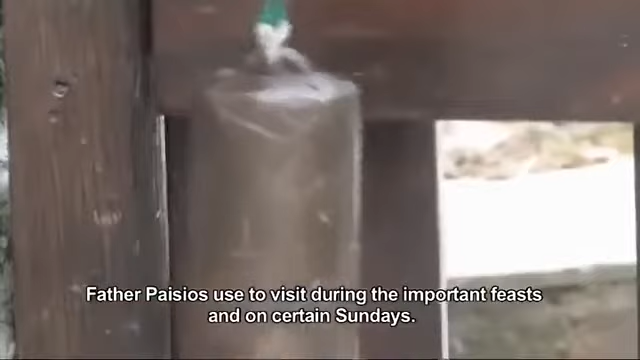 Father Paisios use to visit during the important feasts
and on certain Sundays.